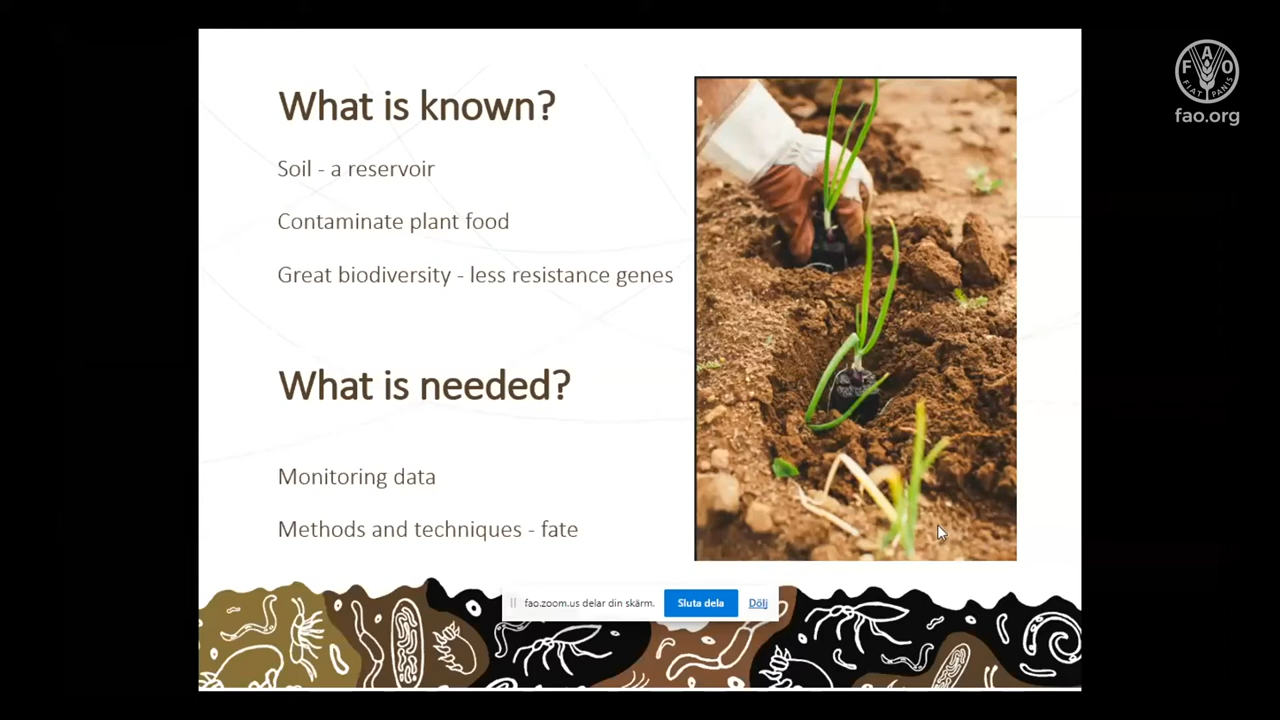 What is known?
Soil - a reservoir
Contaminate plant food
Great biodiversity - less resistance genes
What is needed?
Monitoring data
Methods and techniques - fate
fao.zoom.us delar din skärm.
Sluta dela
Dölj
F A O
FIAT PANIS
fao.org